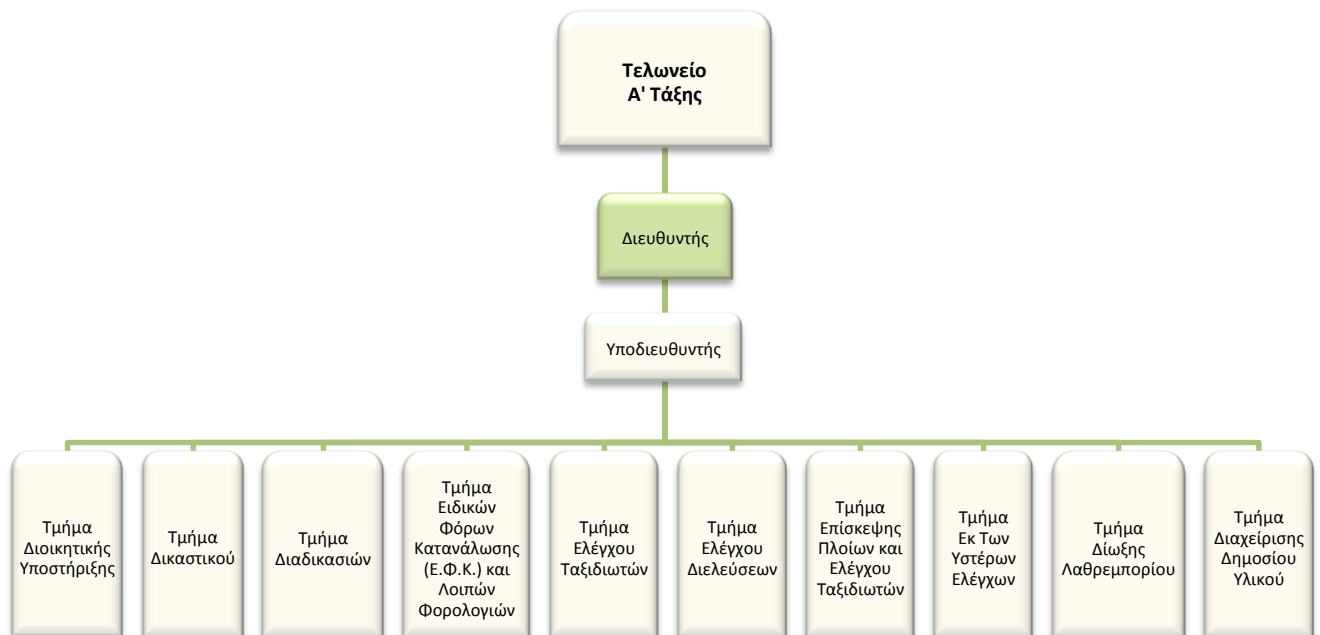 Τελωνείο
Α' Τάξης
Διευθυντής
Υποδιευθυντής
Τμήμα
Διοικητικής
Υποστήριξης
Τμήμα
Δικαστικού
Τμήμα
Διαδικασιών
Τμήμα
Ειδικών
Φόρων
Κατανάλωσης
(Ε.Φ.Κ.) και
Λοιπών
Φορολογιών
Τμήμα
Ελέγχου
Ταξιδιωτών
Τμήμα
Ελέγχου
Διελεύσεων
Τμήμα
Επίσκεψης
Πλοίων και
Ελέγχου
Ταξιδιωτών
Τμήμα
Εκ Των
Υστέρων
Ελέγχων
Τμήμα
Δίωξης
Λαθρεμπορίου
Τμήμα
Διαχείρισης
Δημοσίου
Υλικού